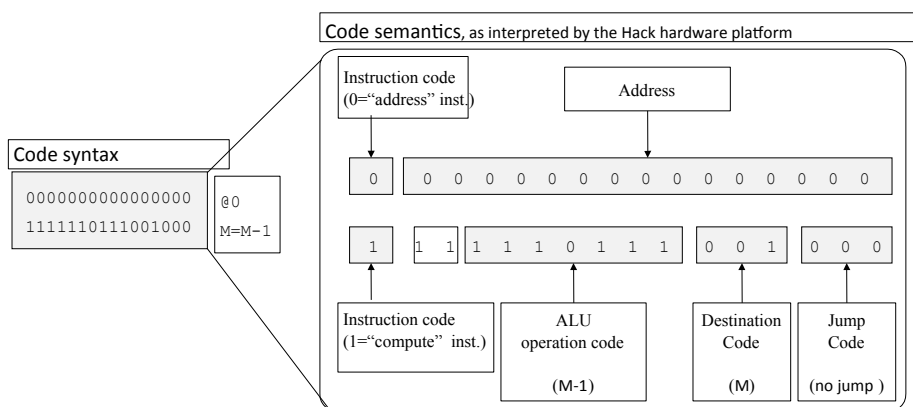 Code semantics, as interpreted by the Hack hardware platform
Instruction code
(0=“address” inst.)
Address
Code syntax
0000000000000000
1111110111001000
@0
M=M-1
0
0 0 0 0 0 0 0 0 0 0 0 0 0 0 0
1
1 1
1 1 1 0 1 1 1
0 0 1
0 0 0
Instruction code
(1=“compute” inst.)
ALU
operation code
(M-1)
Destination
Code
(M)
Jump
Code
(no jump )